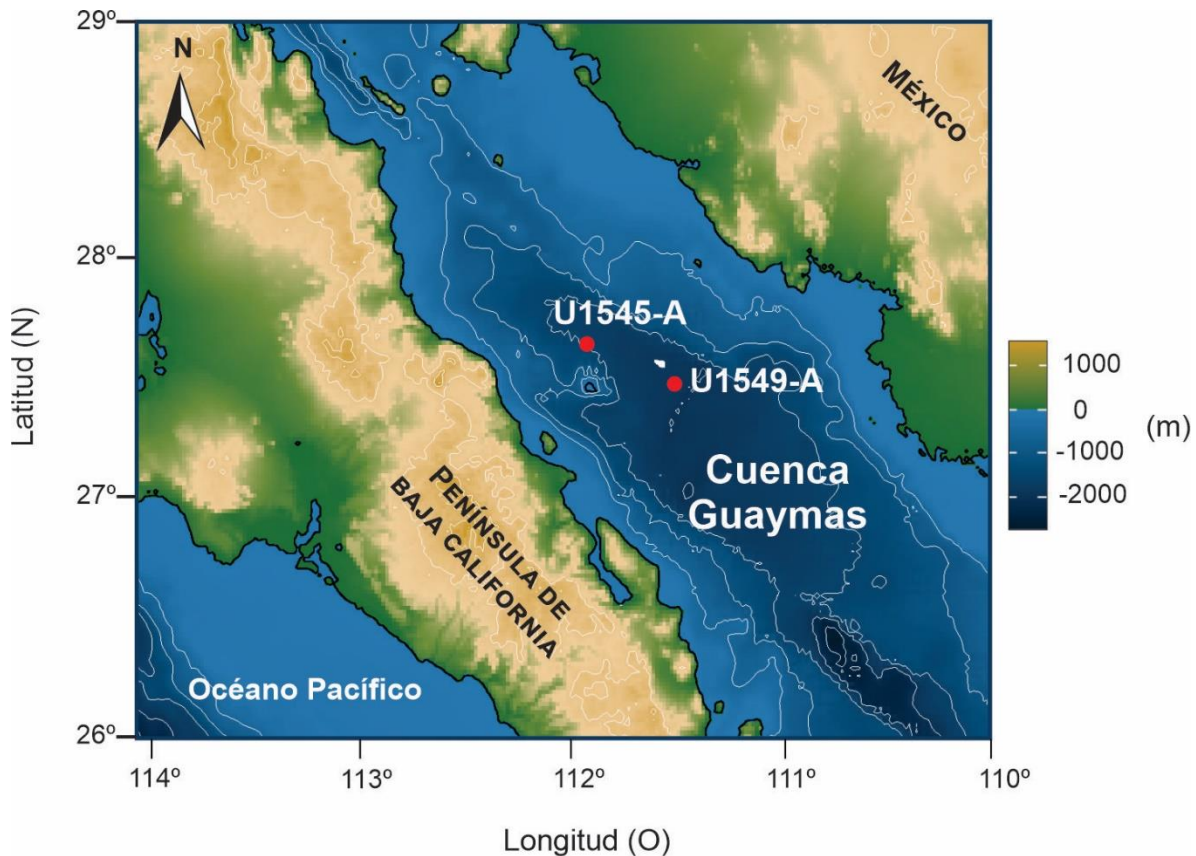 29º
N
MÉXICO
28º
U1545-A
U1549-A
Latitud (N)
1000
0
-1000
-2000
(m)
Cuenca
Guaymas
27º
PENÍNSULA DE
BAJA CALIFORNIA
Océano Pacífico
26º
114º
113º
112º
111º
110º
Longitud (O)